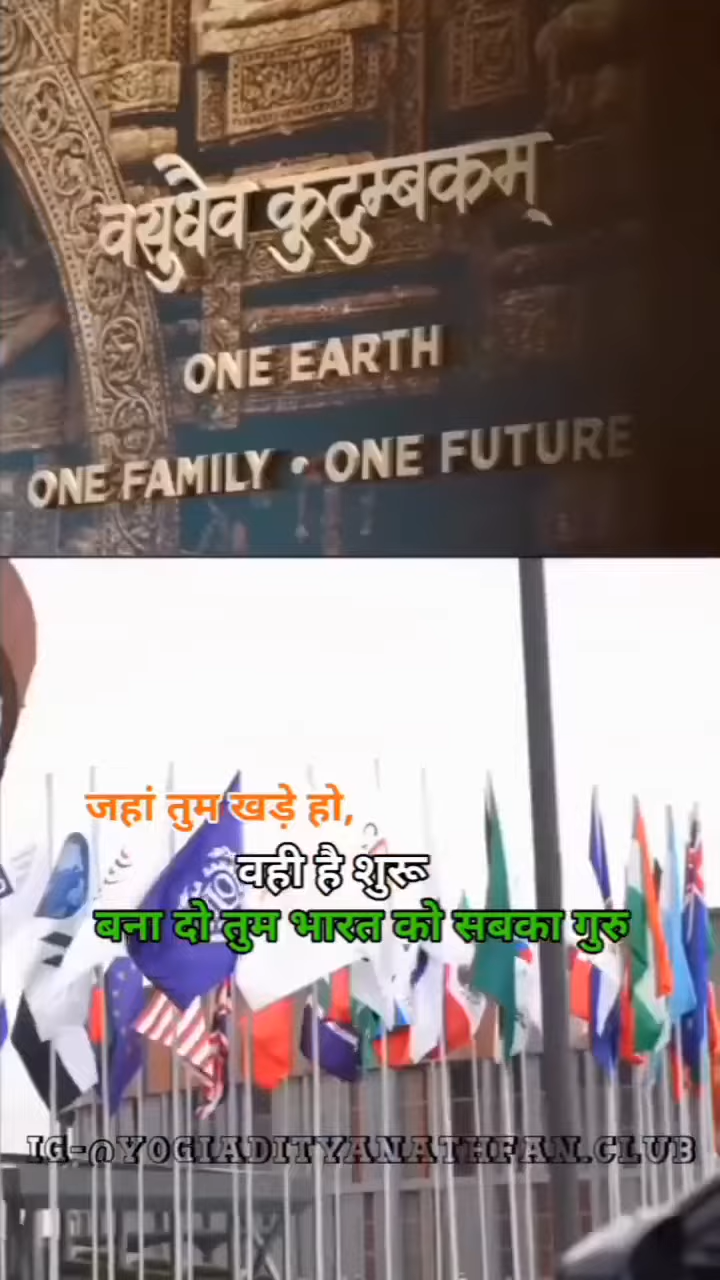 वसुधैव कुटुम्बकम्
ONE EARTH
ONE FAMILY • ONE FUTURE
जहां तुम खड़े हो,
वही है शुरू
बना दो तुम भारत को सबका गुरु
IG-@YOGIADITYANATHFAN.CLUB